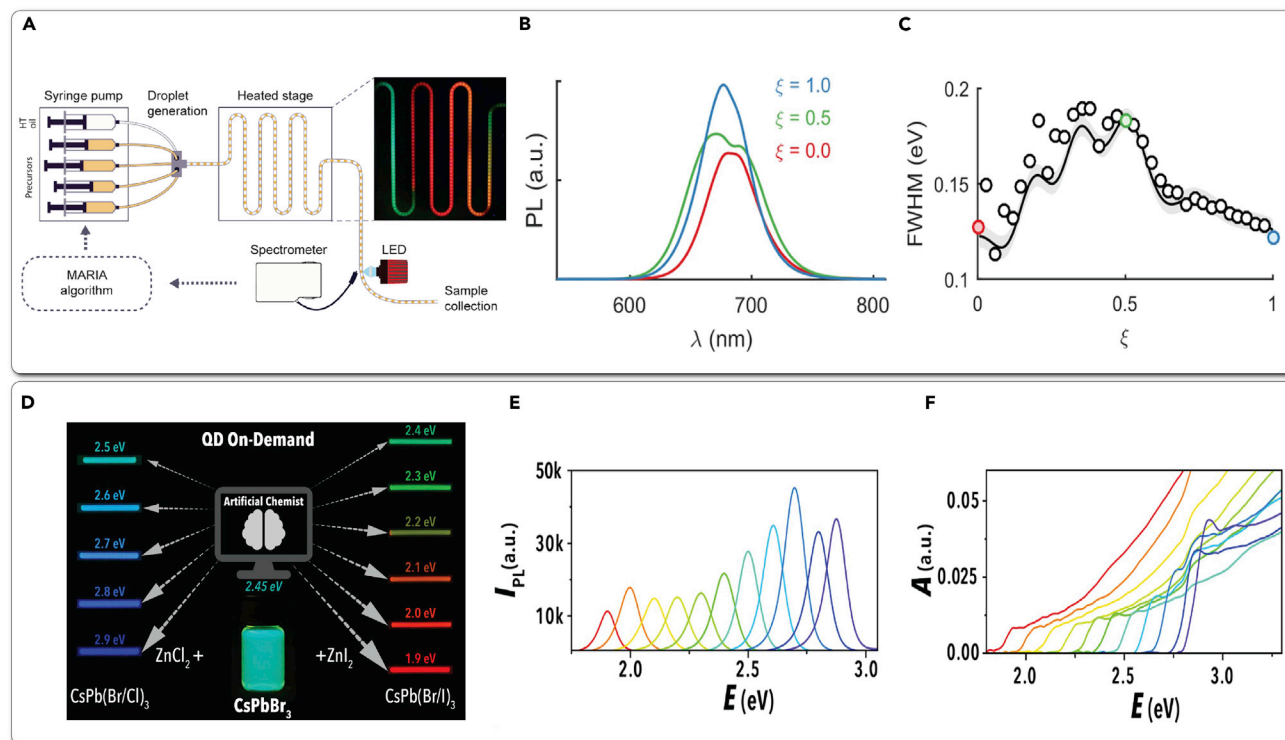 A
Syringe pump
Droplet
generation
Heated stage
HT
oil
Precursors
MARIA
algorithm
Spectrometer
LED
Sample
collection
B
ξ = 1.0
ξ = 0.5
ξ = 0.0
PL (a.u.)
600
700
800
λ (nm)
C
0.2
0.15
0.1
FWHM (eV)
0
0.5
1
ξ
D
QD On-Demand
2.5 eV
2.6 eV
2.7 eV
2.8 eV
2.9 eV
Artificial Chemist
2.45 eV
2.4 eV
2.3 eV
2.2 eV
2.1 eV
2.0 eV
1.9 eV
ZnCl2 +
+ZnI2
CsPb(Br/Cl)3
CsPbBr3
CsPb(Br/I)3
E
50k
30k
10k
IPL(a.u.)
2.0
2.5
3.0
E (eV)
F
0.05
0.025
0.00
A (a.u.)
2.0
2.5
3.0
E (eV)